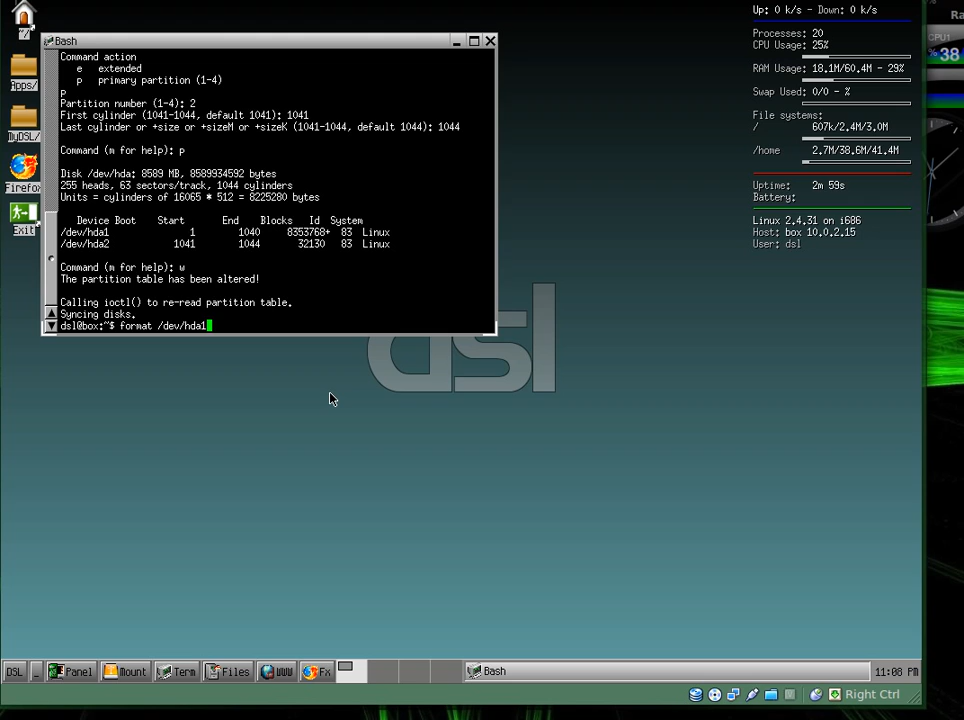 Bash
Command action
e extended
p primary partition (1-4)
p
Partition number (1-4): 2
First cylinder (1041-1044, default 1041): 1041
Last cylinder or +size or +sizeM or +sizeK (1041-1044, default 1044): 1044
Command (m for help): p
Disk /dev/hda: 8589 MB, 8589934592 bytes
255 heads, 63 sectors/track, 1044 cylinders
Units = cylinders of 16065 * 512 = 8225280 bytes
Device Boot Start End Blocks Id System
/dev/hda1 1 1040 8353768+ 83 Linux
/dev/hda2 1041 1044 32130 83 Linux
Command (m for help): w
The partition table has been altered!
Calling ioctl() to re-read partition table.
Syncing disks.
dsl@box:~$ format /dev/hda1
~/
Apps/
MyDSL/
Firefo
Exit
dsl
Up: 0 k/s - Down: 0 k/s
Processes: 20
CPU Usage: 25%
RAM Usage: 18.1M/60.4M - 29%
Swap Used: 0/0 - %
File systems:
/ 607k/2.4M/3.0M
/home 2.7M/38.6M/41.4M
Uptime: 2m 59s
Battery:
Linux 2.4.31 on i686
Host: box 10.0.2.15
User: dsl
Ra
CPU1
% 38
DSL _ Panel Mount Term Files WWW Fx Bash 11:08 PM
Right Ctrl